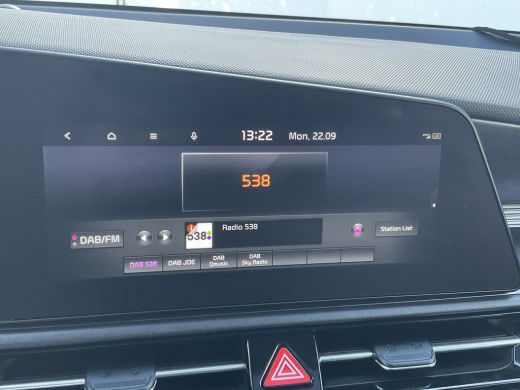 13:22 Mon, 22.09
538
DAB/FM
538
Radio 538
Station List
DAB 538
DAB JOE
DAB Qmusic
DAB Sky Radio